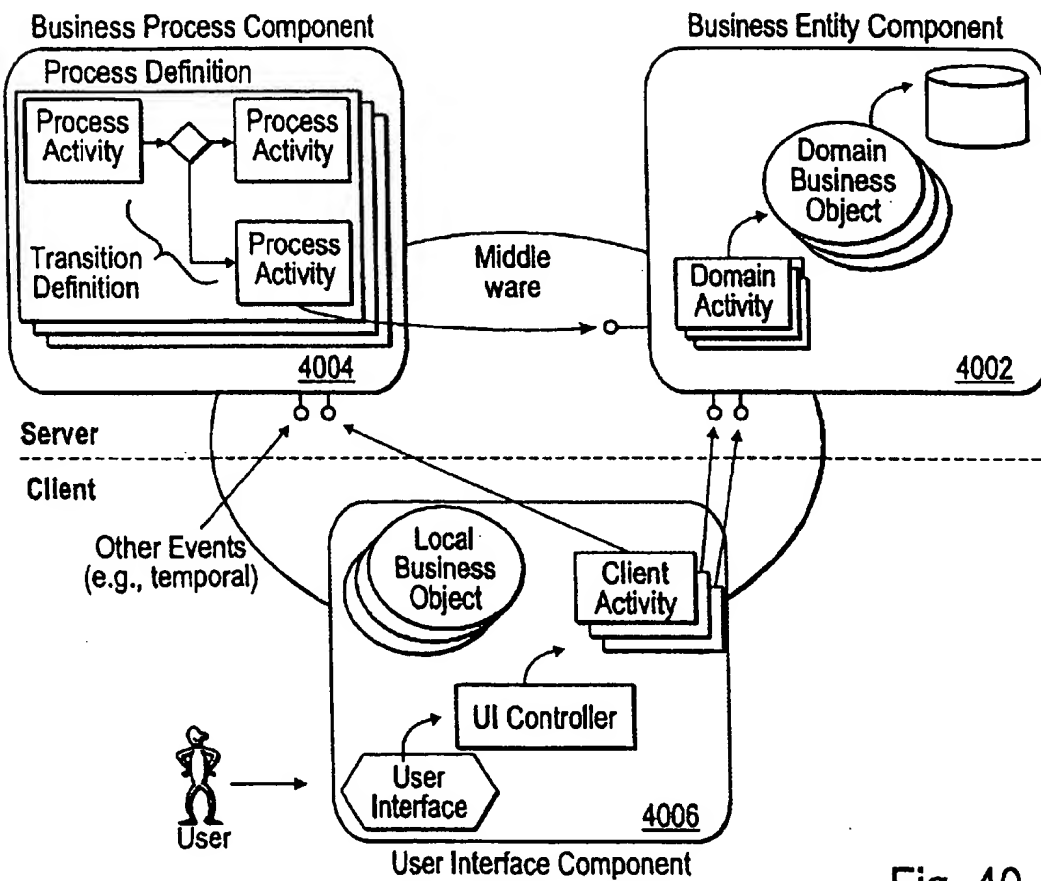 Business Process Component
Business Entity Component
Process Definition
Process
Activity
Process
Activity
Process
Activity
Transition
Definition
4004
Middle
ware
Domain
Business
Object
Domain
Activity
4002
Server
Client
Other Events
(e.g., temporal)
Local
Business
Object
Client
Activity
UI Controller
User
Interface
4006
User
User Interface Component
Fig. 40